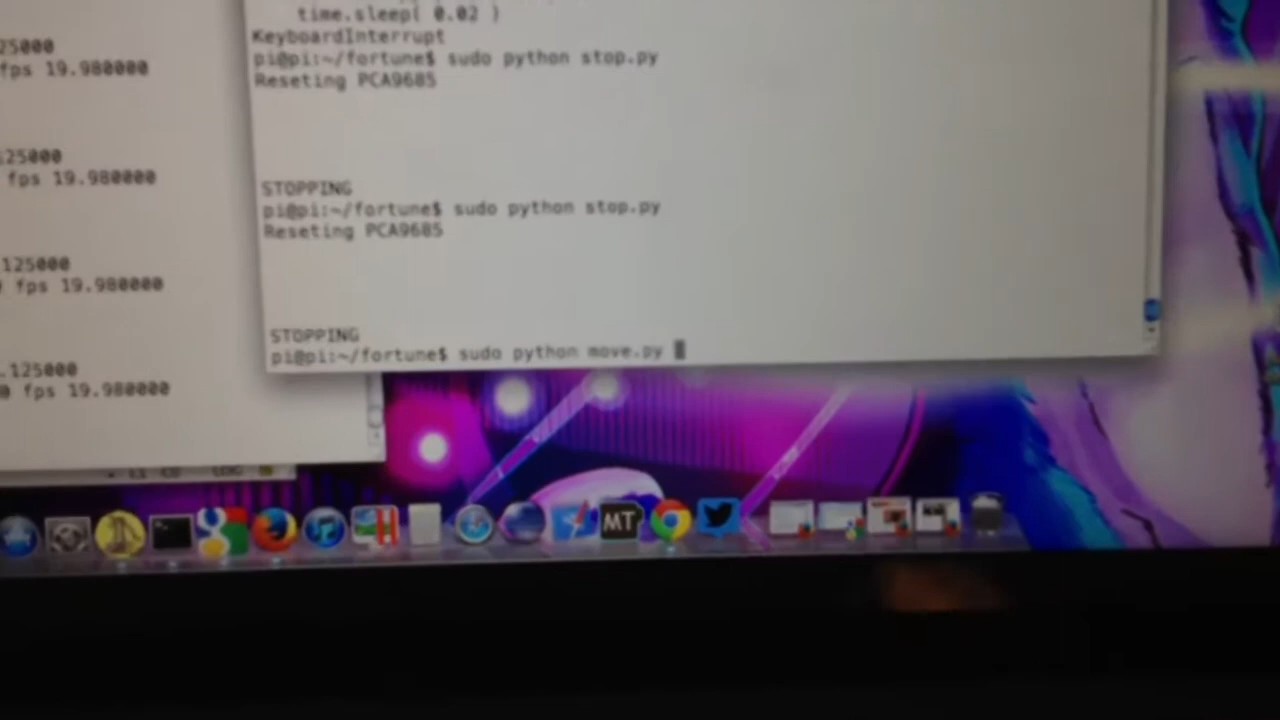 25000
fps 19.980000
.25000
fps 19.980000
.125000
fps 19.980000
.125000
fps 19.980000
time.sleep( 0.02 )
KeyboardInterrupt
pi@pi:~/fortune$ sudo python stop.py
Reseting PCA9685
STOPPING
pi@pi:~/fortune$ sudo python stop.py
Reseting PCA9685
STOPPING
pi@pi:~/fortune$ sudo python move.py
MT